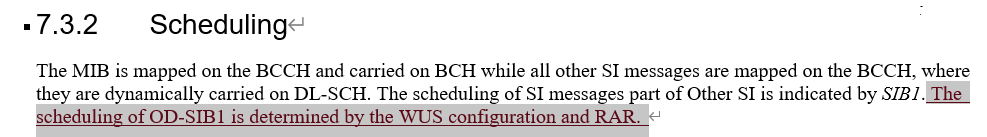 7.3.2 Scheduling
The MIB is mapped on the BCCH and carried on BCH while all other SI messages are mapped on the BCCH, where
they are dynamically carried on DL-SCH. The scheduling of SI messages part of Other SI is indicated by SIB1. The
scheduling of OD-SIB1 is determined by the WUS configuration and RAR.